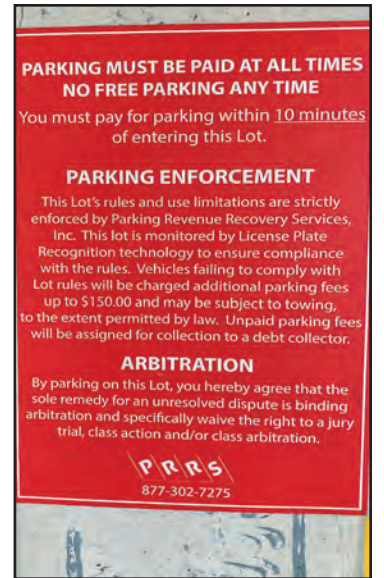 PARKING MUST BE PAID AT ALL TIMES
NO FREE PARKING ANY TIME
You must pay for parking within 10 minutes
of entering this Lot.
PARKING ENFORCEMENT
This Lot's rules and use limitations are strictly
enforced by Parking Revenue Recovery Services,
Inc. This lot is monitored by License Plate
Recognition technology to ensure compliance
with the rules. Vehicles failing to comply with
Lot rules will be charged additional parking fees
up to $150.00 and may be subject to towing,
to the extent permitted by law. Unpaid parking fees
will be assigned for collection to a debt collector.
ARBITRATION
By parking on this Lot, you hereby agree that the
sole remedy for an unresolved dispute is binding
arbitration and specifically waive the right to a jury
trial, class action and/or class arbitration.
PRRS
877-302-7275